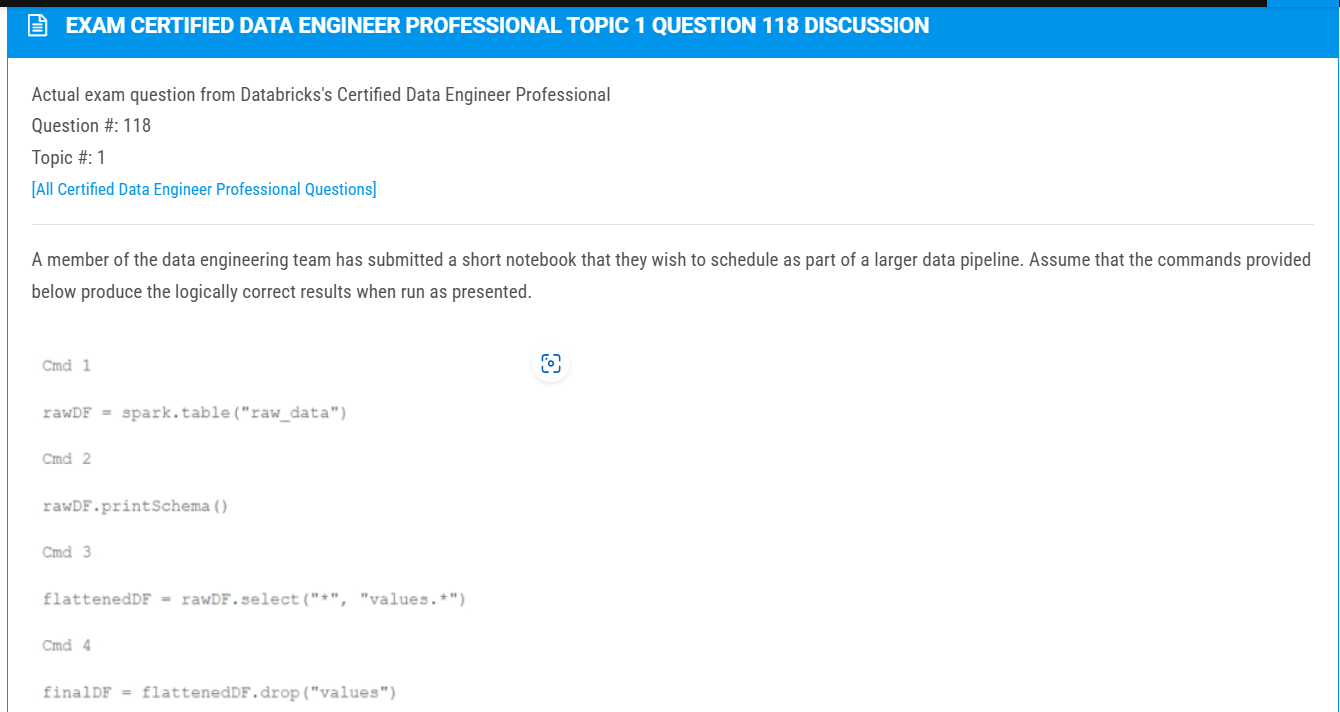 EXAM CERTIFIED DATA ENGINEER PROFESSIONAL TOPIC 1 QUESTION 118 DISCUSSION
Actual exam question from Databricks's Certified Data Engineer Professional
Question #: 118
Topic #: 1
[All Certified Data Engineer Professional Questions]
A member of the data engineering team has submitted a short notebook that they wish to schedule as part of a larger data pipeline. Assume that the commands provided
below produce the logically correct results when run as presented.
Cmd 1
rawDF = spark.table("raw_data")
Cmd 2
rawDF.printSchema()
Cmd 3
flattenedDF = rawDF.select("*", "values.*")
Cmd 4
finalDF = flattenedDF.drop("values")